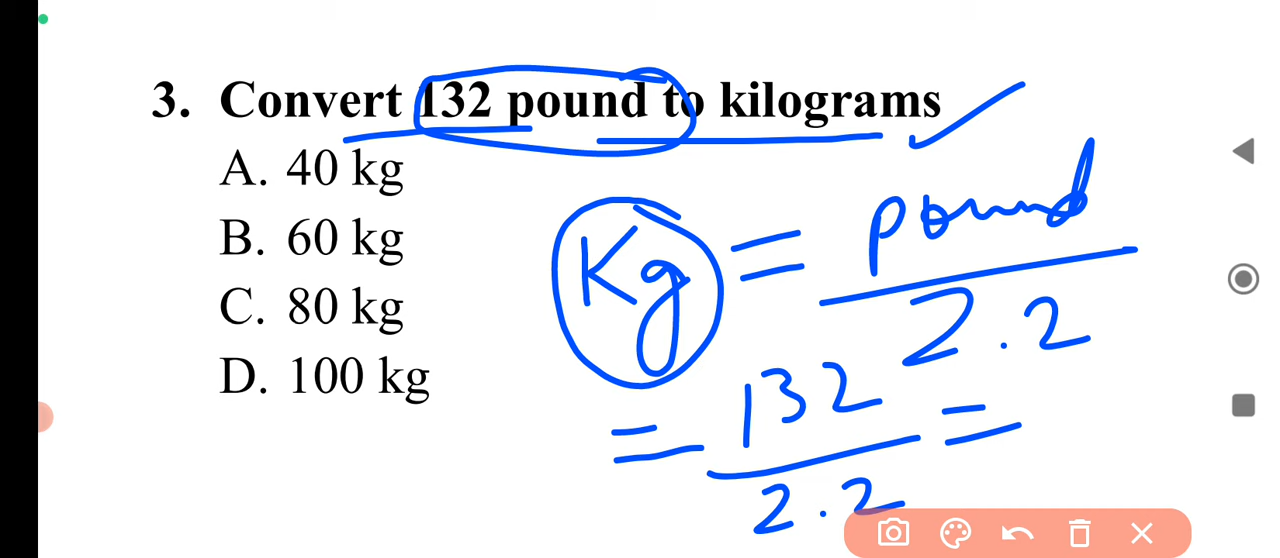 3. Convert 132 pound to kilograms
A. 40 kg
B. 60 kg
C. 80 kg
D. 100 kg
Kg = pound / 2.2
= 132 / 2.2 =